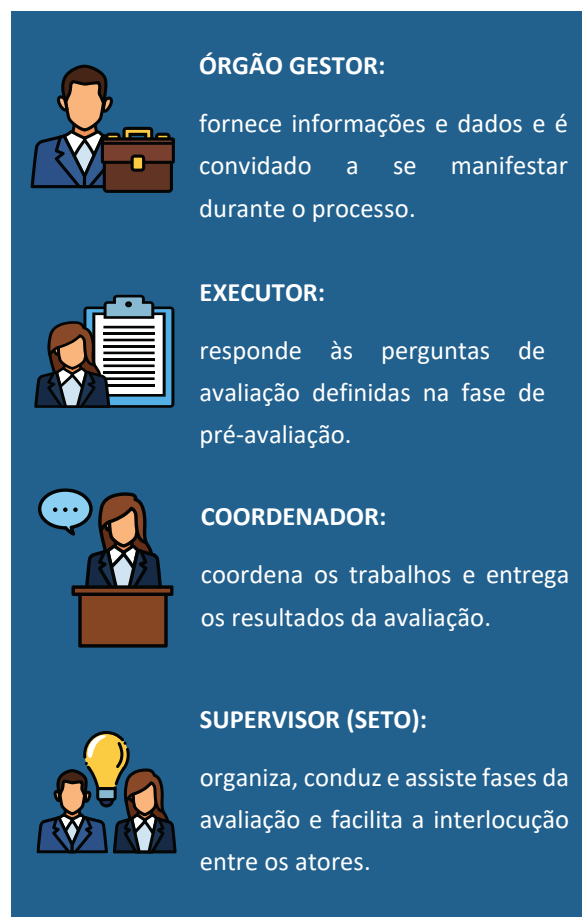 ÓRGÃO GESTOR:
fornece informações e dados e é
convidado a se manifestar
durante o processo.
EXECUTOR:
responde às perguntas de
avaliação definidas na fase de
pré-avaliação.
COORDENADOR:
coordena os trabalhos e entrega
os resultados da avaliação.
SUPERVISOR (SETO):
organiza, conduz e assiste fases da
avaliação e facilita a interlocução
entre os atores.